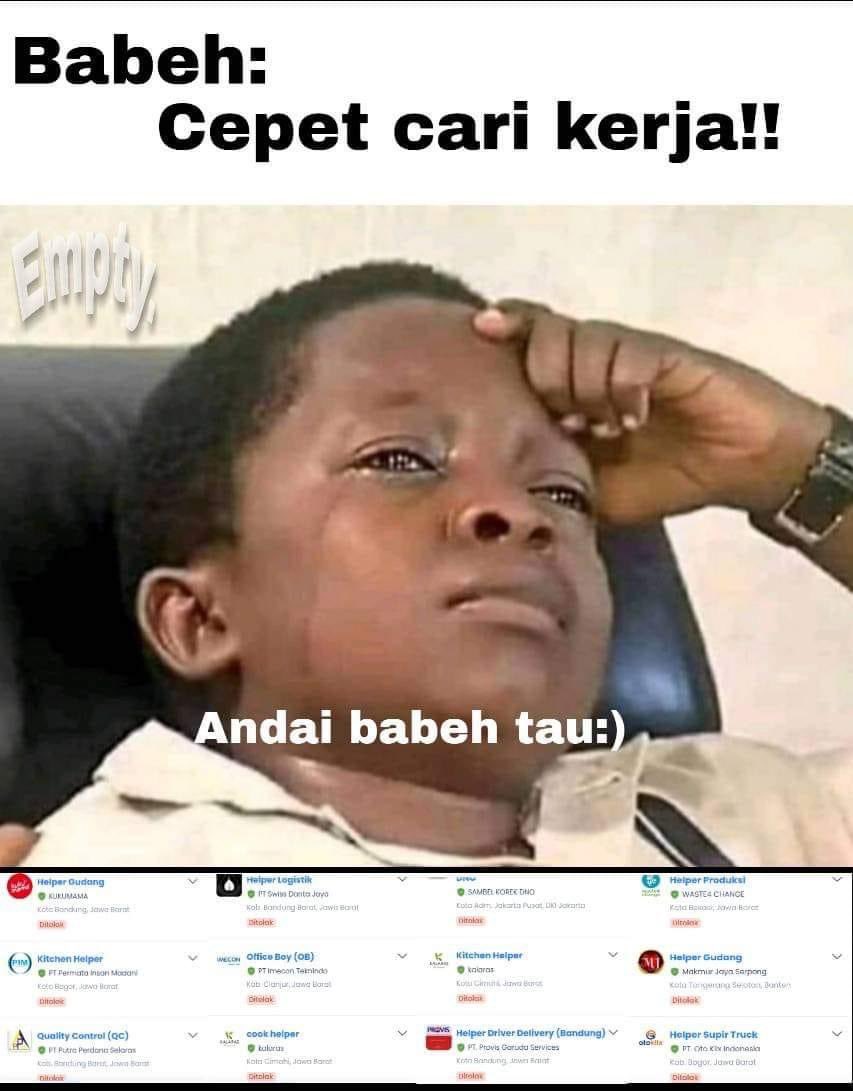 Babeh:
Cepet cari kerja!!
Empty.
Andai babeh tau:)
Helper Gudang
KUKUMAMA
Kota Bandung, Jawa Barat
Ditolak
Helper Logistik
PT Swiss Danta Jaya
Kab. Bandung Barat, Jawa Barat
Ditolak
SAMBEL KOREK DNO
Kota Adm. Jakarta Pusat, DKI Jakarta
Ditolak
Helper Produksi
WASTE4 CHANGE
Kota Bekasi, Jawa Barat
Ditolak
Kitchen Helper
PT Permata Insan Madani
Kota Bogor, Jawa Barat
Ditolak
Office Boy (OB)
PT Imecon Teknindo
Kab. Cianjur, Jawa Barat
Ditolak
Kitchen Helper
kalaras
Kota Cimahi, Jawa Barat
Ditolak
Helper Gudang
Makmur Jaya Serpong
Kota Tangerang Selatan, Banten
Ditolak
Quality Control (QC)
PT Putra Perdana Selaras
Kab. Bandung Barat, Jawa Barat
Ditolak
cook helper
kalaras
Kota Cimahi, Jawa Barat
Ditolak
Helper Driver Delivery (Bandung)
PT. Provis Garuda Services
Kota Bandung, Jawa Barat
Ditolak
Helper Supir Truck
PT. Oto Klix Indonesia
Kab. Bogor, Jawa Barat
Ditolak